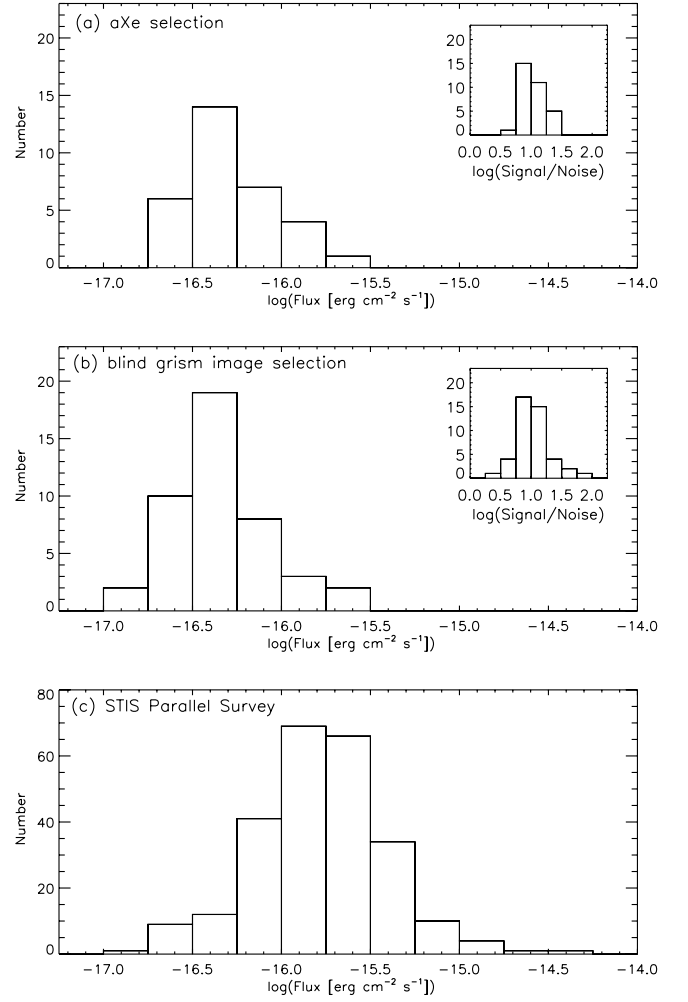 (a) aXe selection
20
15
10
5
0
Number
−17.0 −16.5 −16.0 −15.5 −15.0 −14.5 −14.0
log(Flux [erg cm⁻² s⁻¹])
20
15
10
5
0
0.0 0.5 1.0 1.5 2.0
log(Signal/Noise)
(b) blind grism image selection
20
15
10
5
0
Number
−17.0 −16.5 −16.0 −15.5 −15.0 −14.5 −14.0
log(Flux [erg cm⁻² s⁻¹])
20
15
10
5
0
0.0 0.5 1.0 1.5 2.0
log(Signal/Noise)
(c) STIS Parallel Survey
80
60
40
20
0
Number
−17.0 −16.5 −16.0 −15.5 −15.0 −14.5 −14.0
log(Flux [erg cm⁻² s⁻¹])